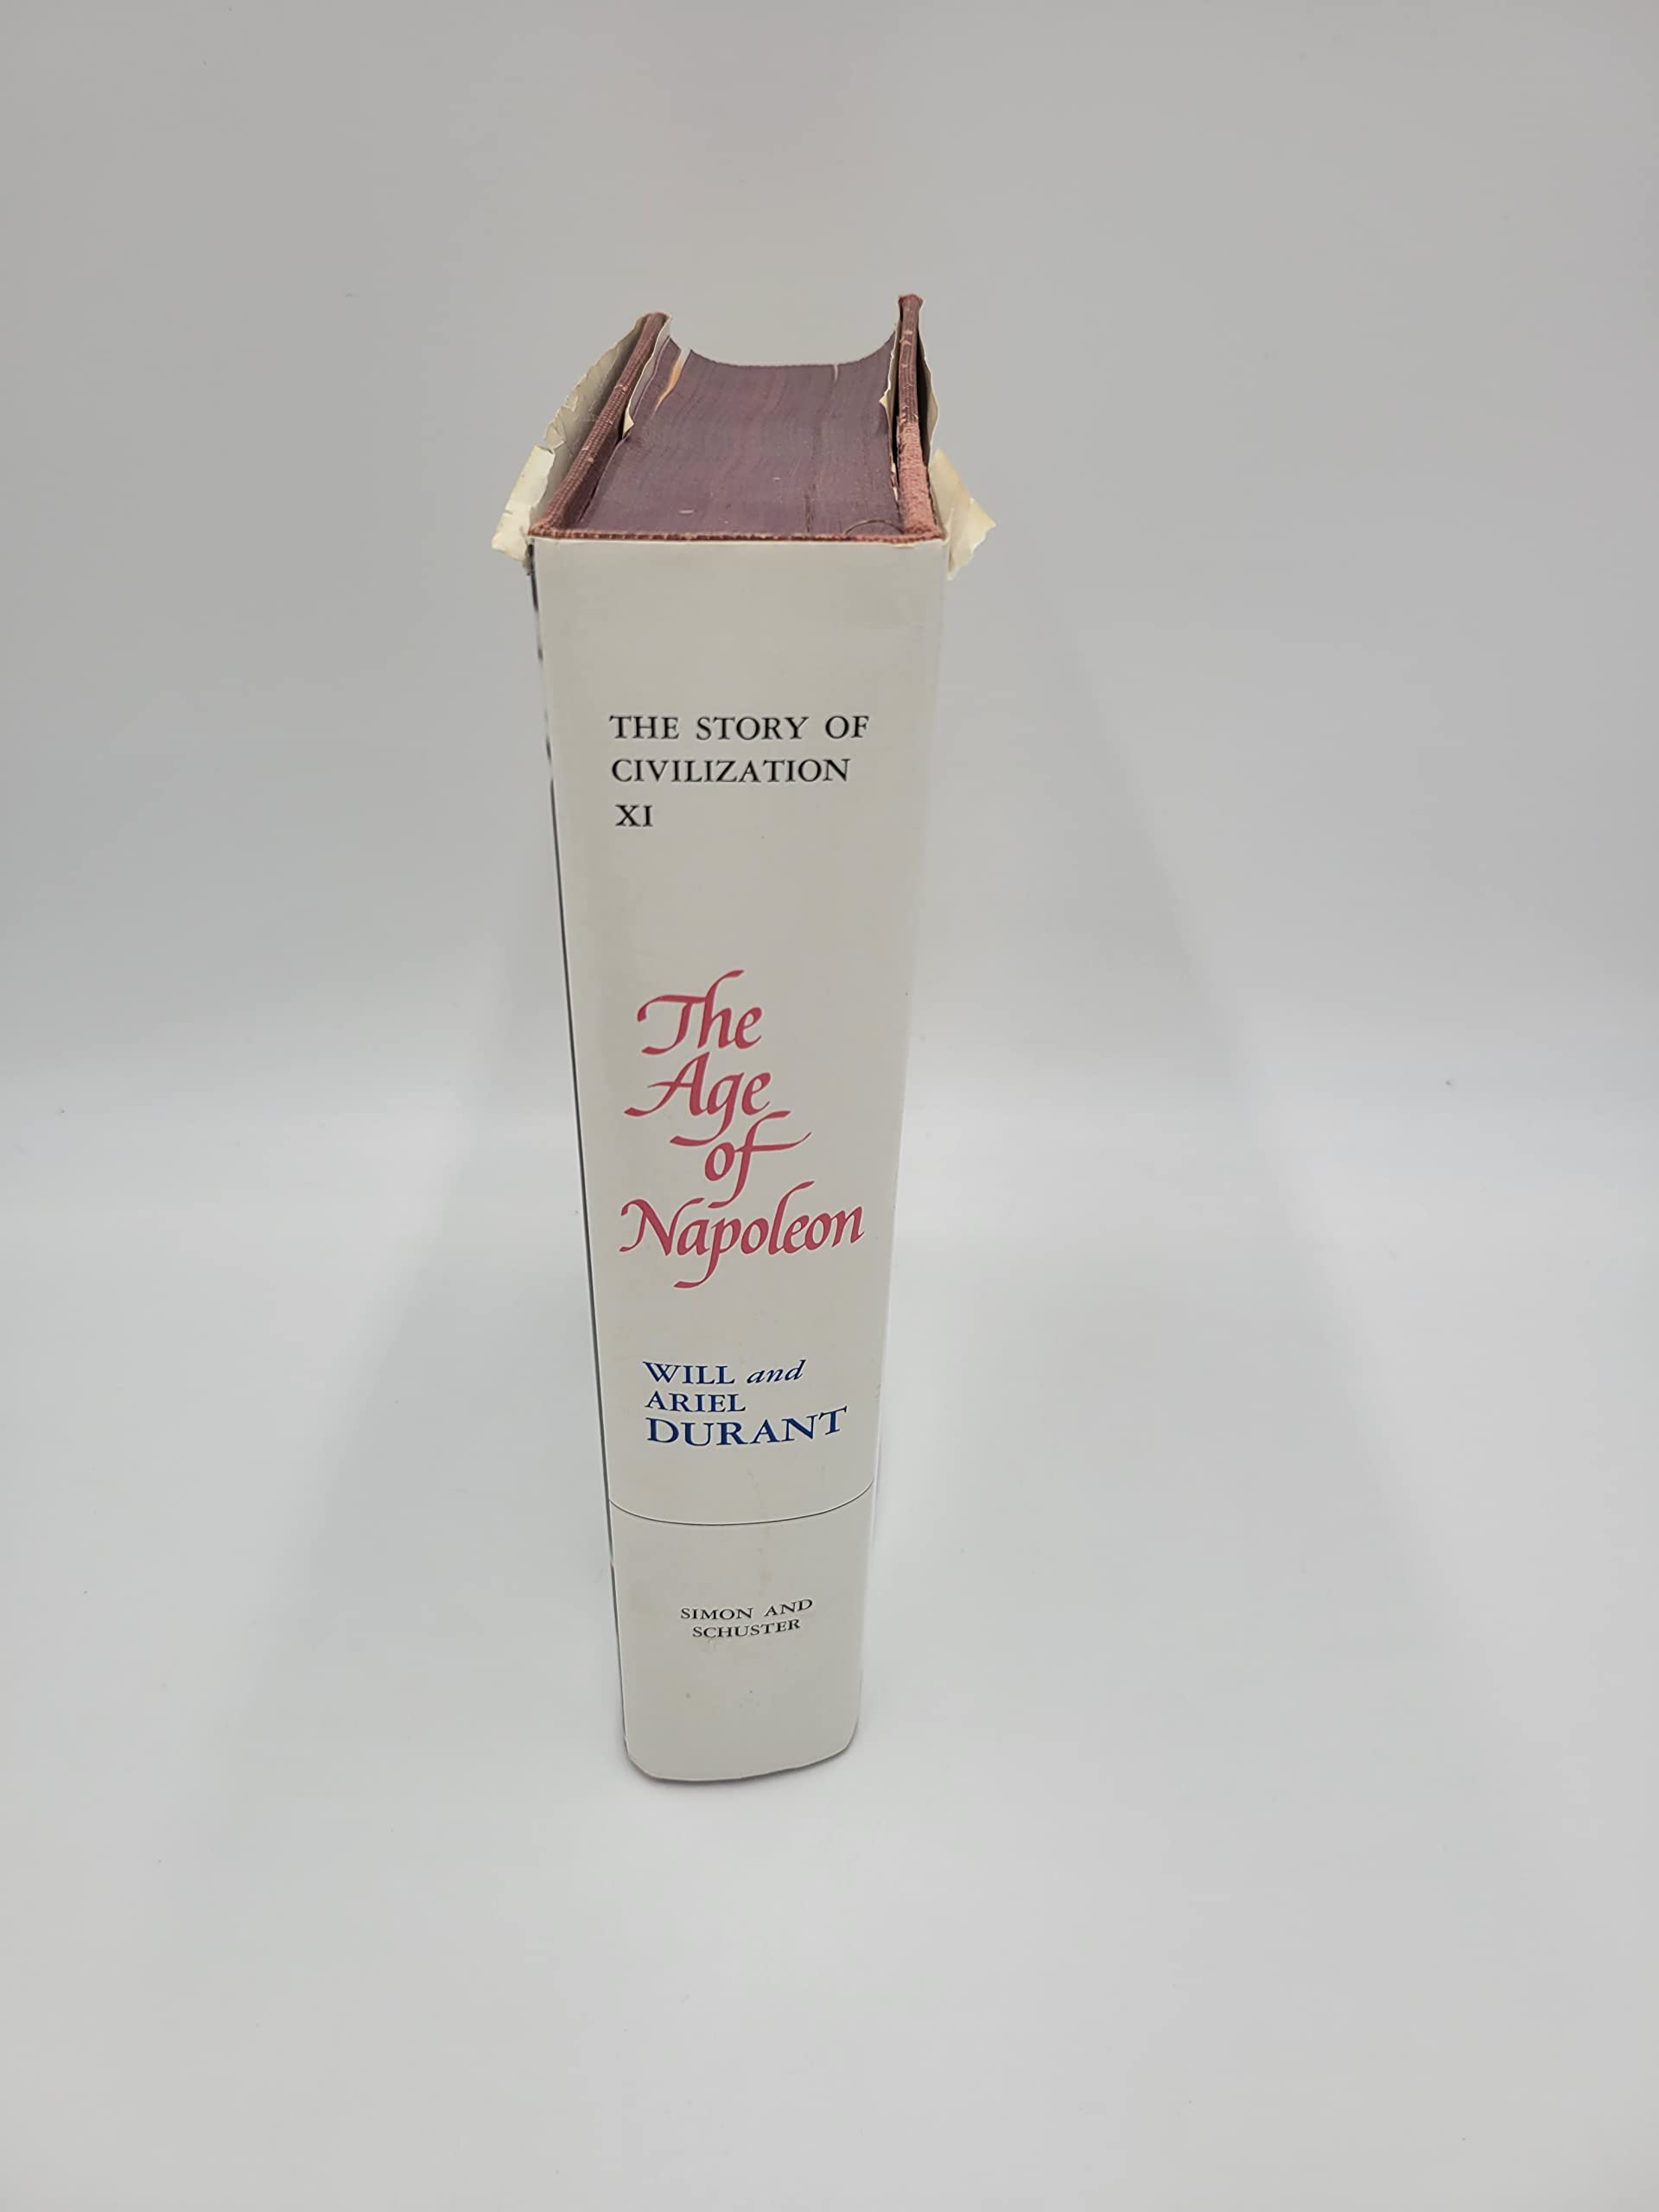 THE STORY OF
CIVILIZATION
XI
The
Age
of
Napoleon
WILL and
ARIEL
DURANT
SIMON AND
SCHUSTER